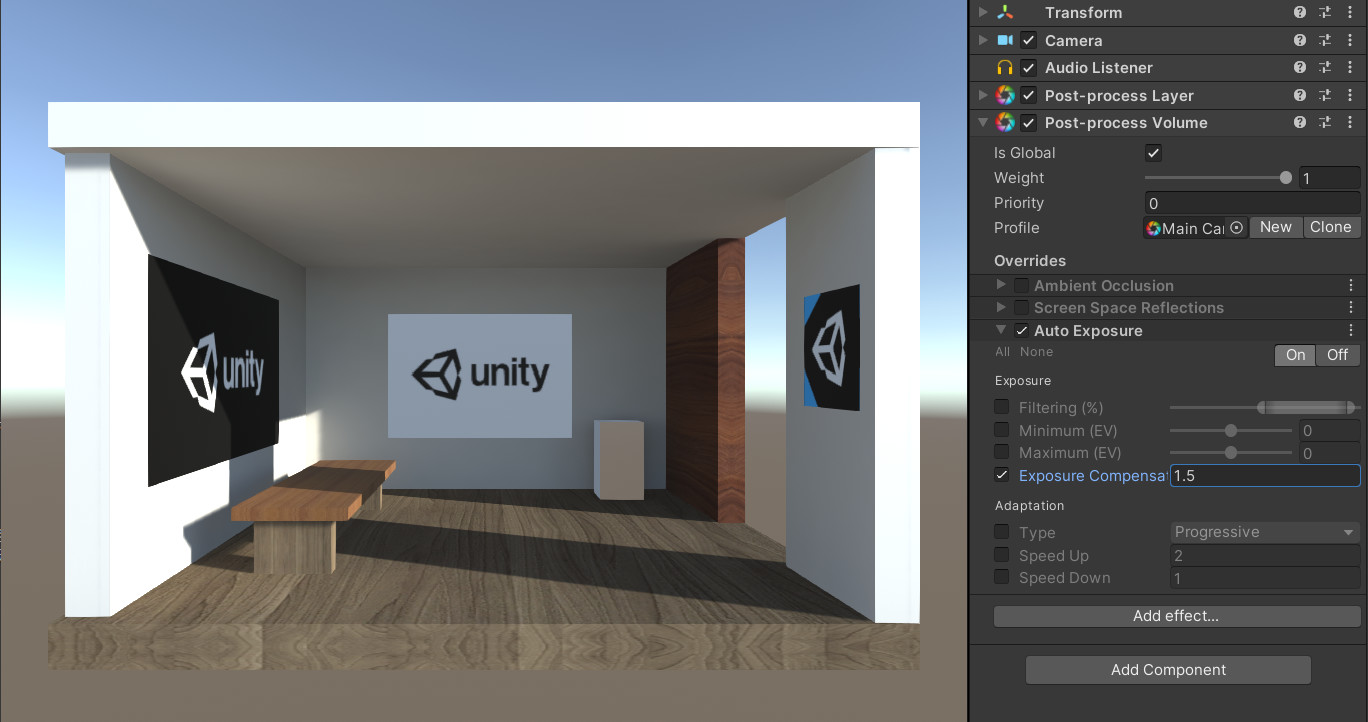 unity
unity
Transform
Camera
Audio Listener
Post-process Layer
Post-process Volume
Is Global
Weight 1
Priority 0
Profile Main Ca New Clone
Overrides
Ambient Occlusion
Screen Space Reflections
Auto Exposure
All None On Off
Exposure
Filtering (%)
Minimum (EV) 0
Maximum (EV) 0
Exposure Compensat 1.5
Adaptation
Type Progressive
Speed Up 2
Speed Down 1
Add effect...
Add Component